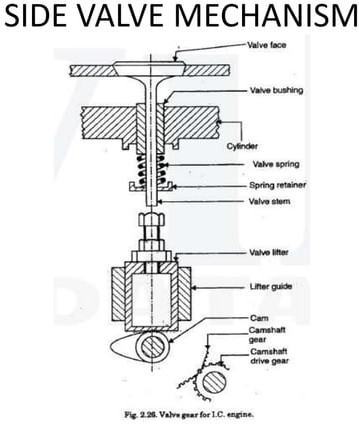 SIDE VALVE MECHANISM
Valve face
Valve bushing
Cylinder
Valve spring
Spring retainer
Valve stem
Valve lifter
Lifter guide
Cam
Camshaft
gear
Camshaft
drive gear
Fig. 2.26. Valve gear for I.C. engine.